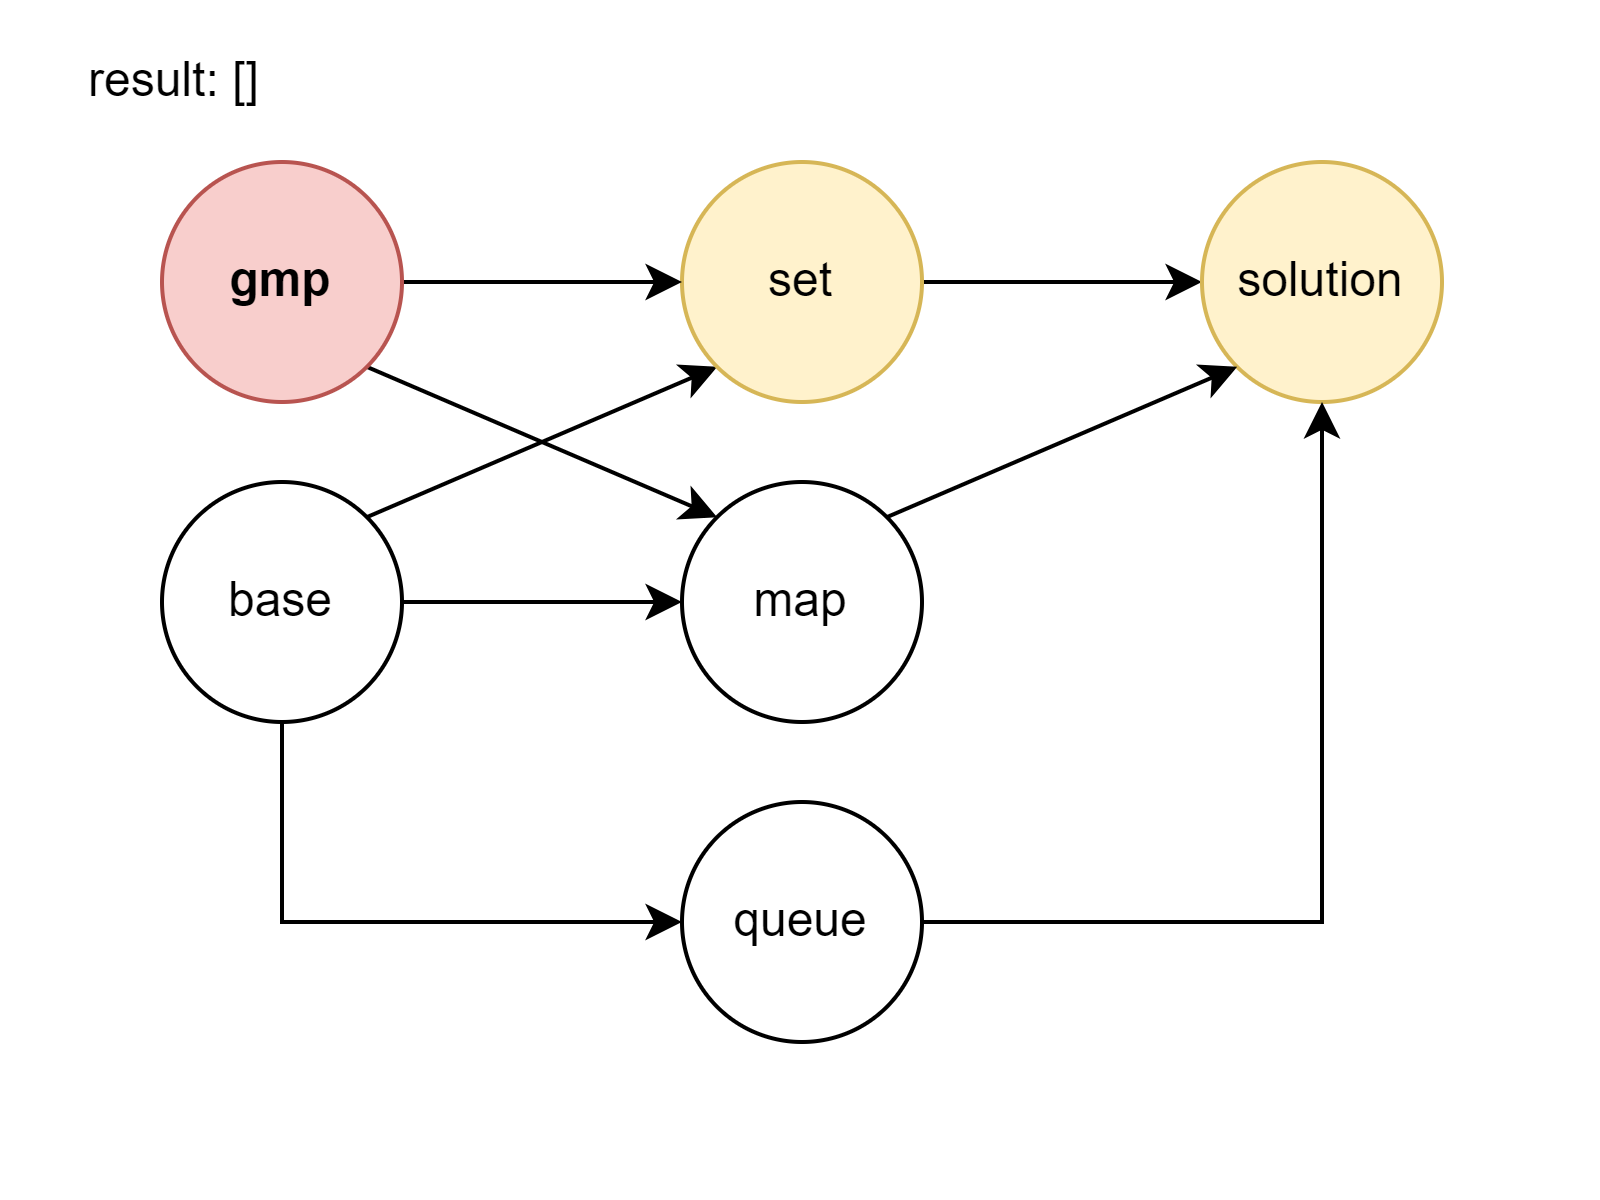 result: []
gmp
set
solution
base
map
queue